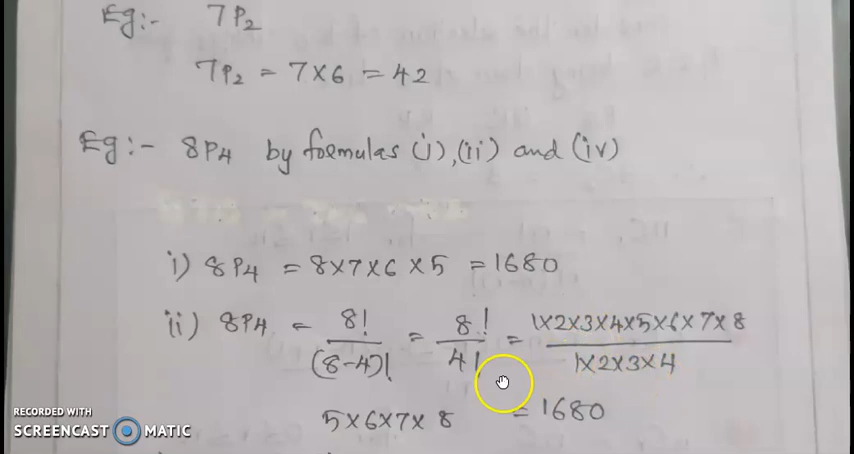 Eg:- 7P₂
7P₂ = 7×6 = 42
Eg:- 8P4 by formulas (i),(ii) and (iv)
i) 8P4 = 8×7×6×5 = 1680
ii) 8P4 = 8!/(8-4)! = 8!/4! = 1×2×3×4×5×6×7×8/1×2×3×4
5×6×7×8 = 1680
RECORDED WITH
SCREENCAST MATIC